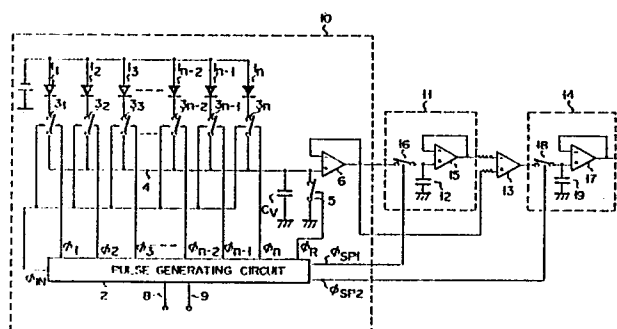 10
1₁ 1₂ 1₃ 1n-2 1n-1 1n
3₁ 3₂ 3₃ 3n-2 3n-1 3n
11 14
16 15 12 13 18 17 19
4 6 5
CV
ϕ₁ ϕ₂ ϕ₃ ϕn-2 ϕn-1 ϕn ϕR
ϕIN
ϕSP1
ϕSP2
PULSE GENERATING CIRCUIT
2 8 9